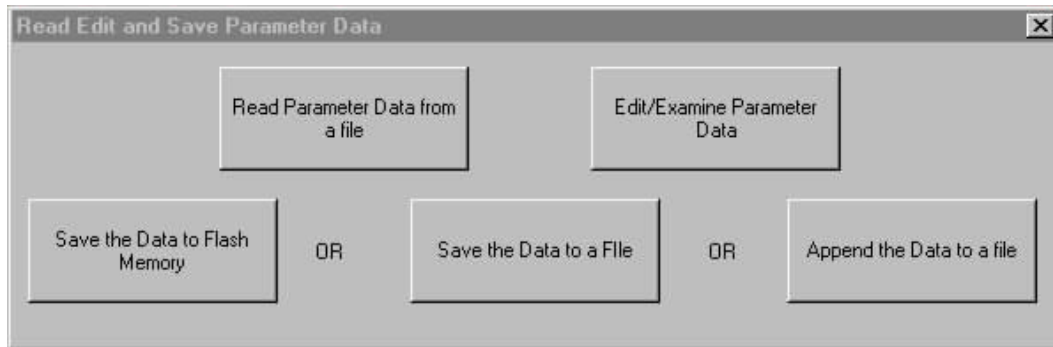 Read Edit and Save Parameter Data
Read Parameter Data from
a file
Edit/Examine Parameter
Data
Save the Data to Flash
Memory
OR
Save the Data to a FIle
OR
Append the Data to a file